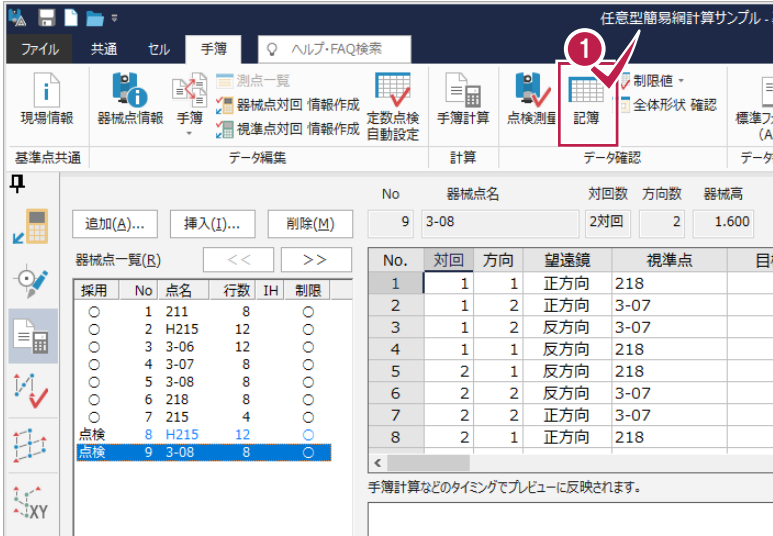 任意型簡易網計算サンプル -
ファイル 共通 セル 手簿 ヘルプ・FAQ検索
1
現場情報
基準点共通
器械点情報
手簿
測点一覧
器械点対回 情報作成
視準点対回 情報作成
定数点検
自動設定
データ編集
手簿計算
計算
点検測量
記簿
制限値
全体形状 確認
データ確認
標準フ
(A
データ
追加(A)... 挿入(I)... 削除(M)
器械点一覧(R) << >>
採用 No 点名 行数 IH 制限
○ 1 211 8 ○
○ 2 H215 12 ○
○ 3 3-06 12 ○
○ 4 3-07 8 ○
○ 5 3-08 8 ○
○ 6 218 8 ○
○ 7 215 4 ○
点検 8 H215 12 ○
点検 9 3-08 8 ○
No 器械点名 対回数 方向数 器械高
9 3-08 2対回 2 1.600
No. 対回 方向 望遠鏡 視準点 目
1 1 1 正方向 218
2 1 2 正方向 3-07
3 1 2 反方向 3-07
4 1 1 反方向 218
5 2 1 反方向 218
6 2 2 反方向 3-07
7 2 2 正方向 3-07
8 2 1 正方向 218
手簿計算などのタイミングでプレビューに反映されます。
XY